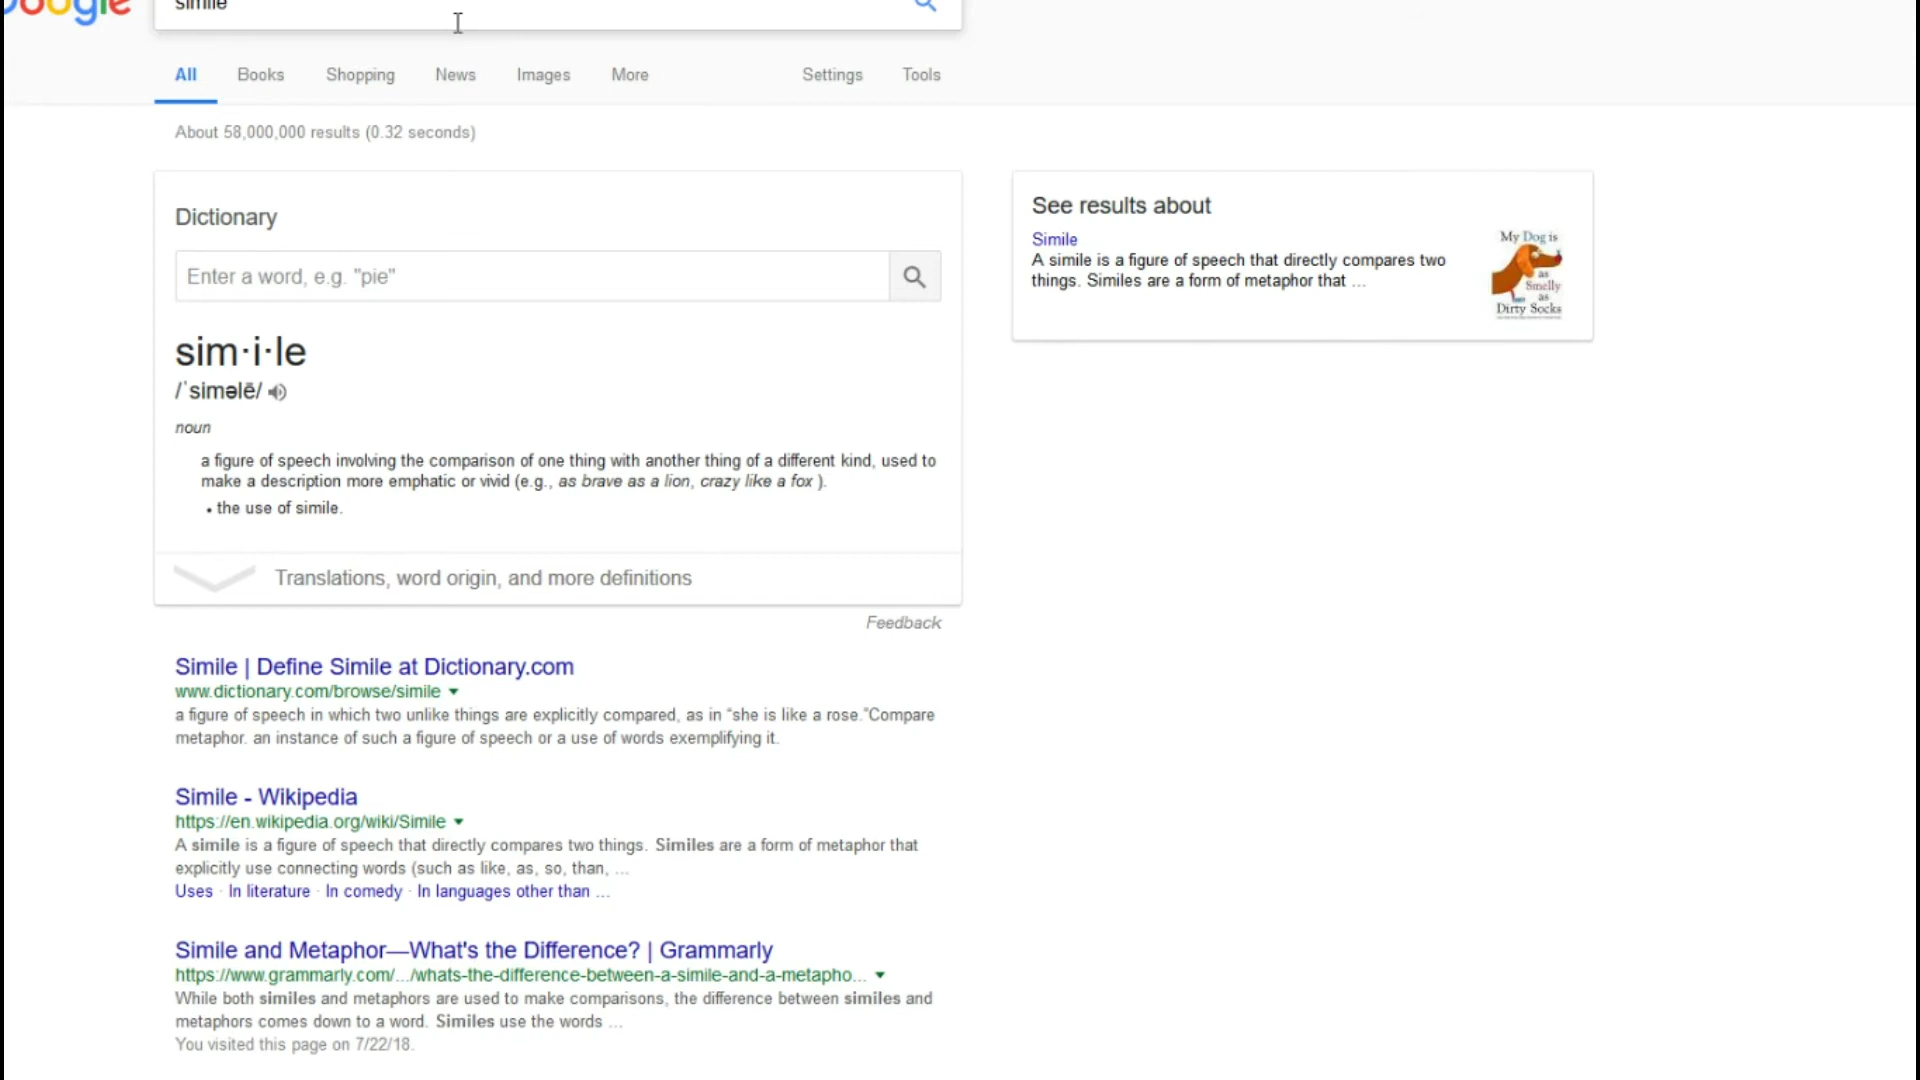 Google
simile
All Books Shopping News Images More Settings Tools
About 58,000,000 results (0.32 seconds)
Dictionary
Enter a word, e.g. "pie"
sim·i·le
/ˈsiməlē/
noun
a figure of speech involving the comparison of one thing with another thing of a different kind, used to
make a description more emphatic or vivid (e.g., as brave as a lion, crazy like a fox ).
• the use of simile.
Translations, word origin, and more definitions
Feedback
See results about
Simile
A simile is a figure of speech that directly compares two
things. Similes are a form of metaphor that ...
My Dog is
as
Smelly
as
Dirty Socks
Simile | Define Simile at Dictionary.com
www.dictionary.com/browse/simile
a figure of speech in which two unlike things are explicitly compared, as in “she is like a rose.”Compare
metaphor. an instance of such a figure of speech or a use of words exemplifying it.
Simile - Wikipedia
https://en.wikipedia.org/wiki/Simile
A simile is a figure of speech that directly compares two things. Similes are a form of metaphor that
explicitly use connecting words (such as like, as, so, than, ...
Uses · In literature · In comedy · In languages other than ...
Simile and Metaphor—What's the Difference? | Grammarly
https://www.grammarly.com/.../whats-the-difference-between-a-simile-and-a-metapho...
While both similes and metaphors are used to make comparisons, the difference between similes and
metaphors comes down to a word. Similes use the words ...
You visited this page on 7/22/18.